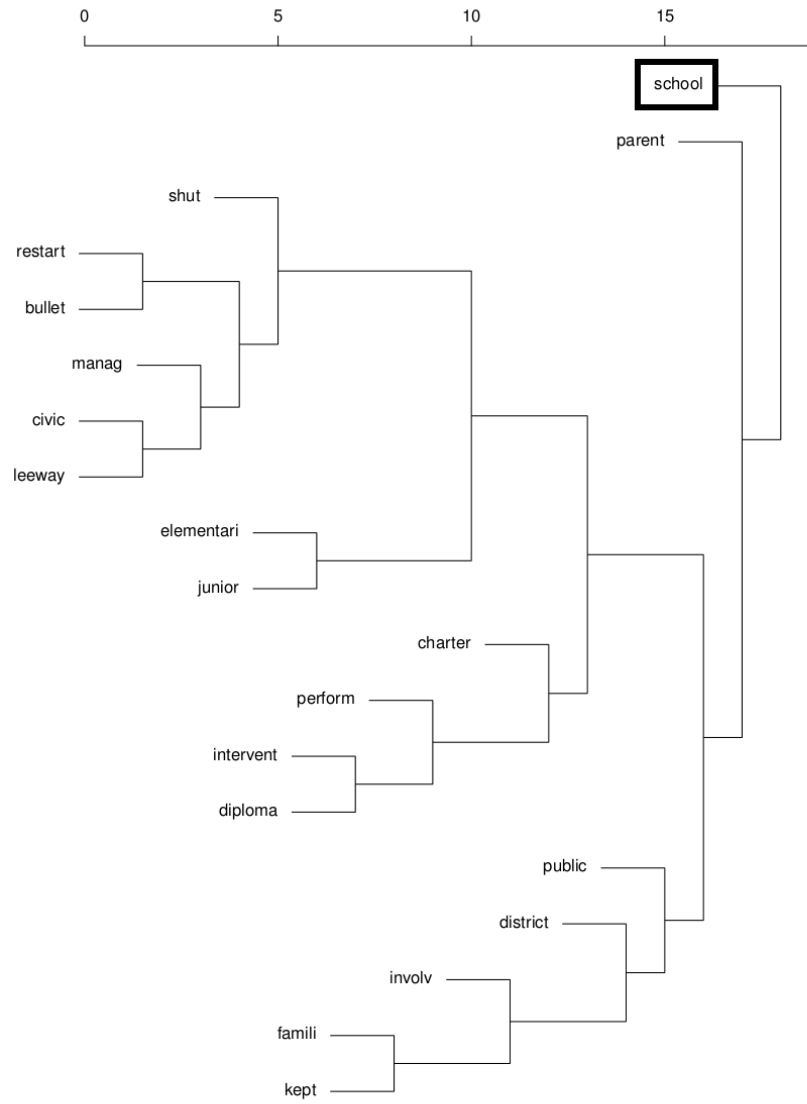 0 5 10 15
school
parent
shut
restart
bullet
manag
civic
leeway
elementari
junior
charter
perform
intervent
diploma
public
district
involv
famili
kept